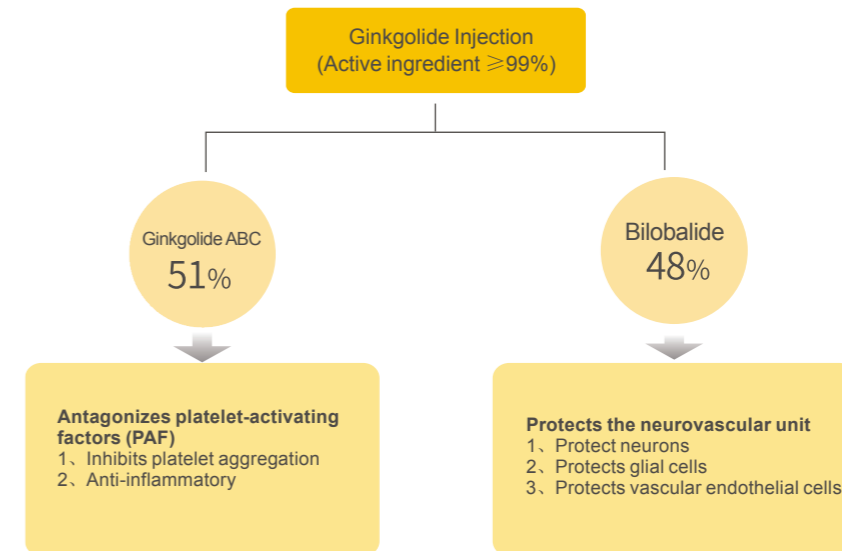 Ginkgolide Injection
(Active ingredient ≥99%)
Ginkgolide ABC
51%
Bilobalide
48%
Antagonizes platelet-activating
factors (PAF)
1、Inhibits platelet aggregation
2、Anti-inflammatory
Protects the neurovascular unit
1、Protect neurons
2、Protects glial cells
3、Protects vascular endothelial cells